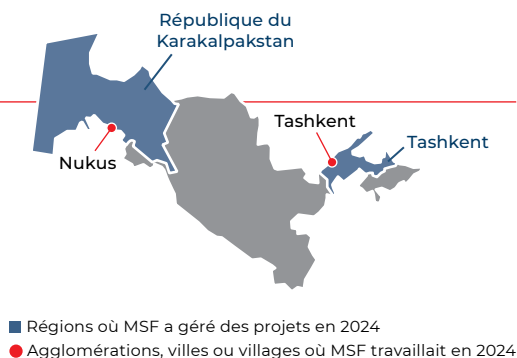 République du
Karakalpakstan
Tashkent
Tashkent
Nukus
Régions où MSF a géré des projets en 2024
Agglomérations, villes ou villages où MSF travaillait en 2024